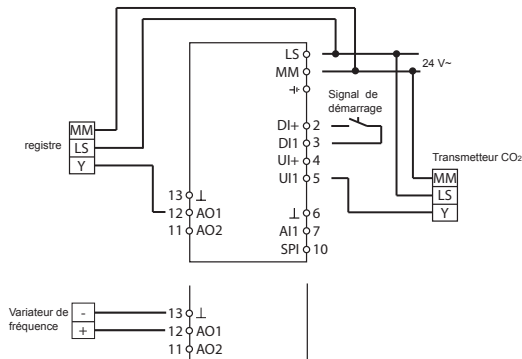 LS
MM
24 V~
Signal de
démarrage
DI+ 2
DI1 3
UI+ 4
UI1 5
⊥ 6
AI1 7
SPI 10
13 ⊥
12 AO1
11 AO2
registre
MM
LS
Y
Transmetteur CO2
MM
LS
Y
Variateur de
fréquence
-
+
13 ⊥
12 AO1
11 AO2